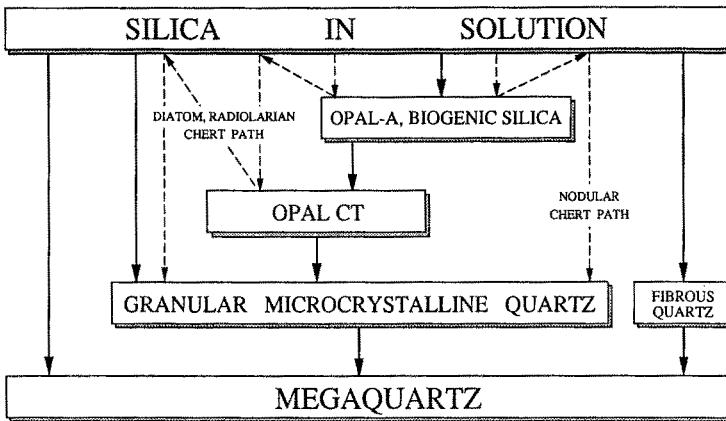 SILICA IN SOLUTION
OPAL-A, BIOGENIC SILICA
DIATOM, RADIOLARIAN
CHERT PATH
OPAL CT
NODULAR
CHERT PATH
GRANULAR MICROCRYSTALLINE QUARTZ
FIBROUS
QUARTZ
MEGAQUARTZ